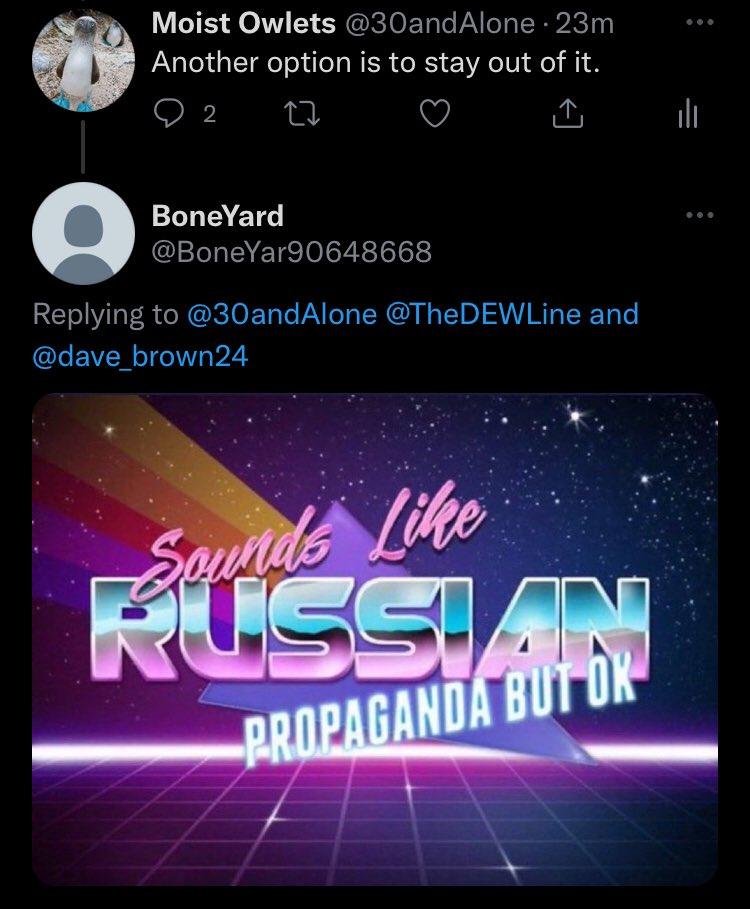 Moist Owlets @30andAlone · 23m
Another option is to stay out of it.
2
BoneYard
@BoneYar90648668
Replying to @30andAlone @TheDEWLine and
@dave_brown24
Sounds Like
RUSSIAN
PROPAGANDA BUT OK